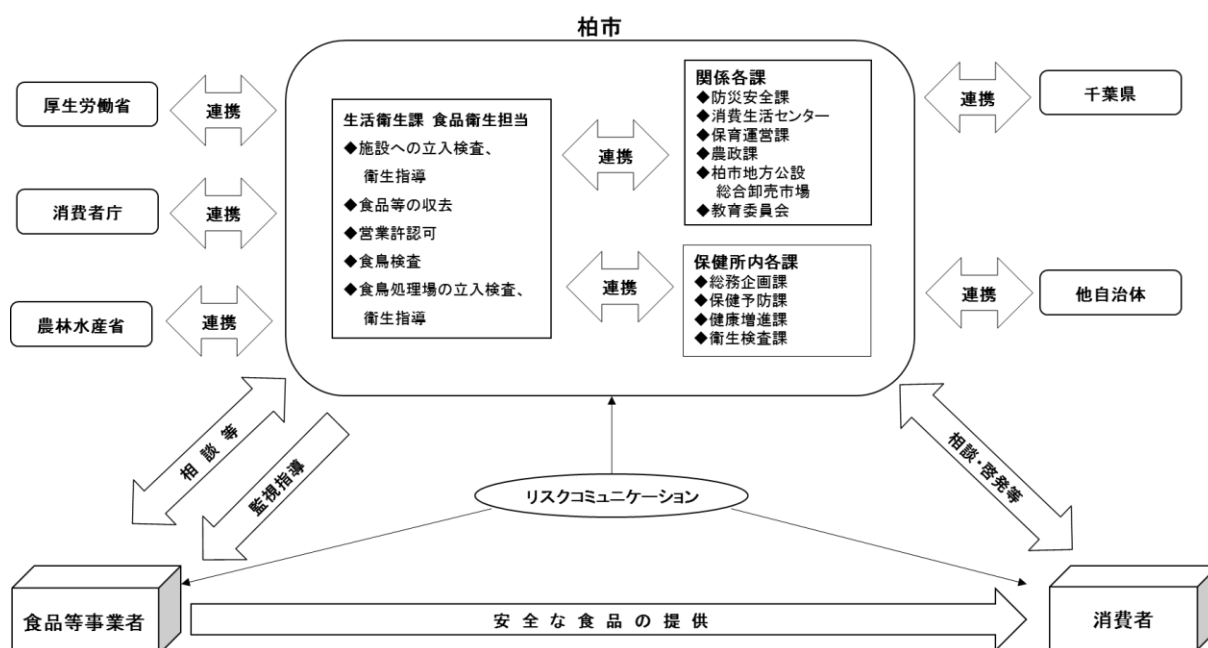 柏市
厚生労働省
連携
消費者庁
連携
農林水産省
連携
生活衛生課 食品衛生担当
◆施設への立入検査、
衛生指導
◆食品等の収去
◆営業許認可
◆食鳥検査
◆食鳥処理場の立入検査、
衛生指導
連携
連携
関係各課
◆防災安全課
◆消費生活センター
◆保育運営課
◆農政課
◆柏市地方公設
総合卸売市場
◆教育委員会
保健所内各課
◆総務企画課
◆保健予防課
◆健康増進課
◆衛生検査課
連携
千葉県
連携
他自治体
相談等
監視指導
リスクコミュニケーション
相談・啓発等
食品等事業者
安全な食品の提供
消費者